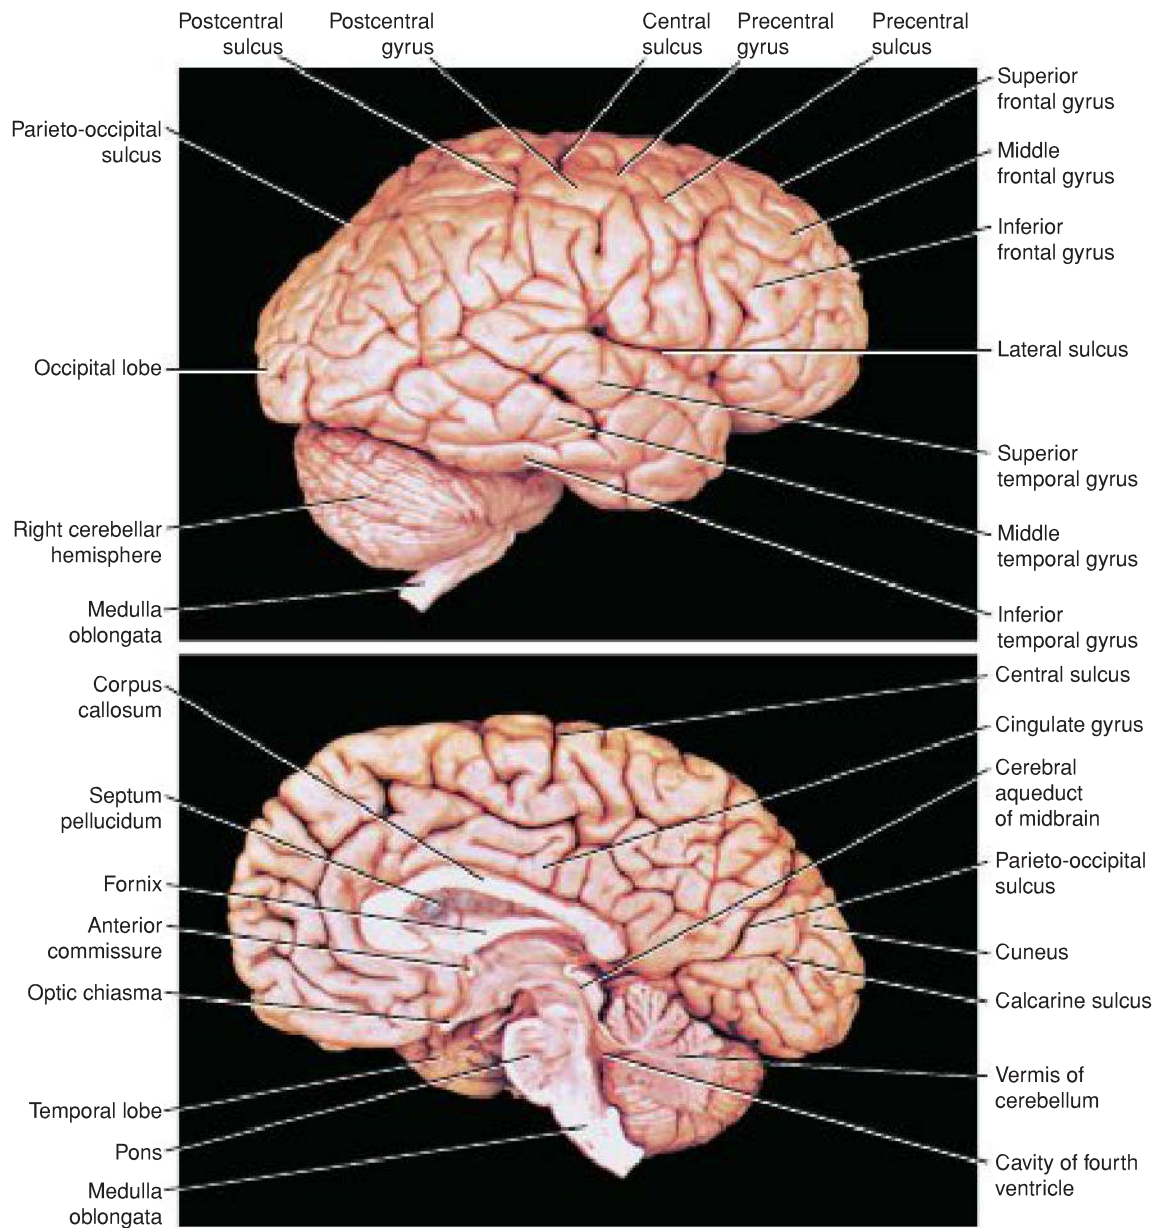 Postcentral
sulcus
Postcentral
gyrus
Central
sulcus
Precentral
gyrus
Precentral
sulcus
Superior
frontal gyrus
Middle
frontal gyrus
Inferior
frontal gyrus
Lateral sulcus
Superior
temporal gyrus
Middle
temporal gyrus
Inferior
temporal gyrus
Parieto-occipital
sulcus
Occipital lobe
Right cerebellar
hemisphere
Medulla
oblongata
Corpus
callosum
Septum
pellucidum
Fornix
Anterior
commissure
Optic chiasma
Temporal lobe
Pons
Medulla
oblongata
Central sulcus
Cingulate gyrus
Cerebral
aqueduct
of midbrain
Parieto-occipital
sulcus
Cuneus
Calcarine sulcus
Vermis of
cerebellum
Cavity of fourth
ventricle